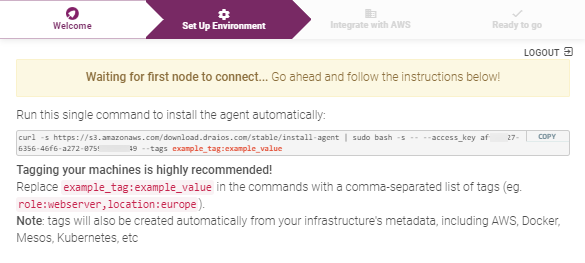 Welcome
Set Up Environment
Integrate with AWS
Ready to go
LOGOUT
Waiting for first node to connect... Go ahead and follow the instructions below!
Run this single command to install the agent automatically:
curl -s https://s3.amazonaws.com/download.draios.com/stable/install-agent | sudo bash -s -- --access_key af 27-
6356-46f6-a272-075 49 --tags example_tag:example_value
COPY
Tagging your machines is highly recommended!
Replace example_tag:example_value in the commands with a comma-separated list of tags (eg.
role:webserver,location:europe).
Note: tags will also be created automatically from your infrastructure's metadata, including AWS, Docker,
Mesos, Kubernetes, etc